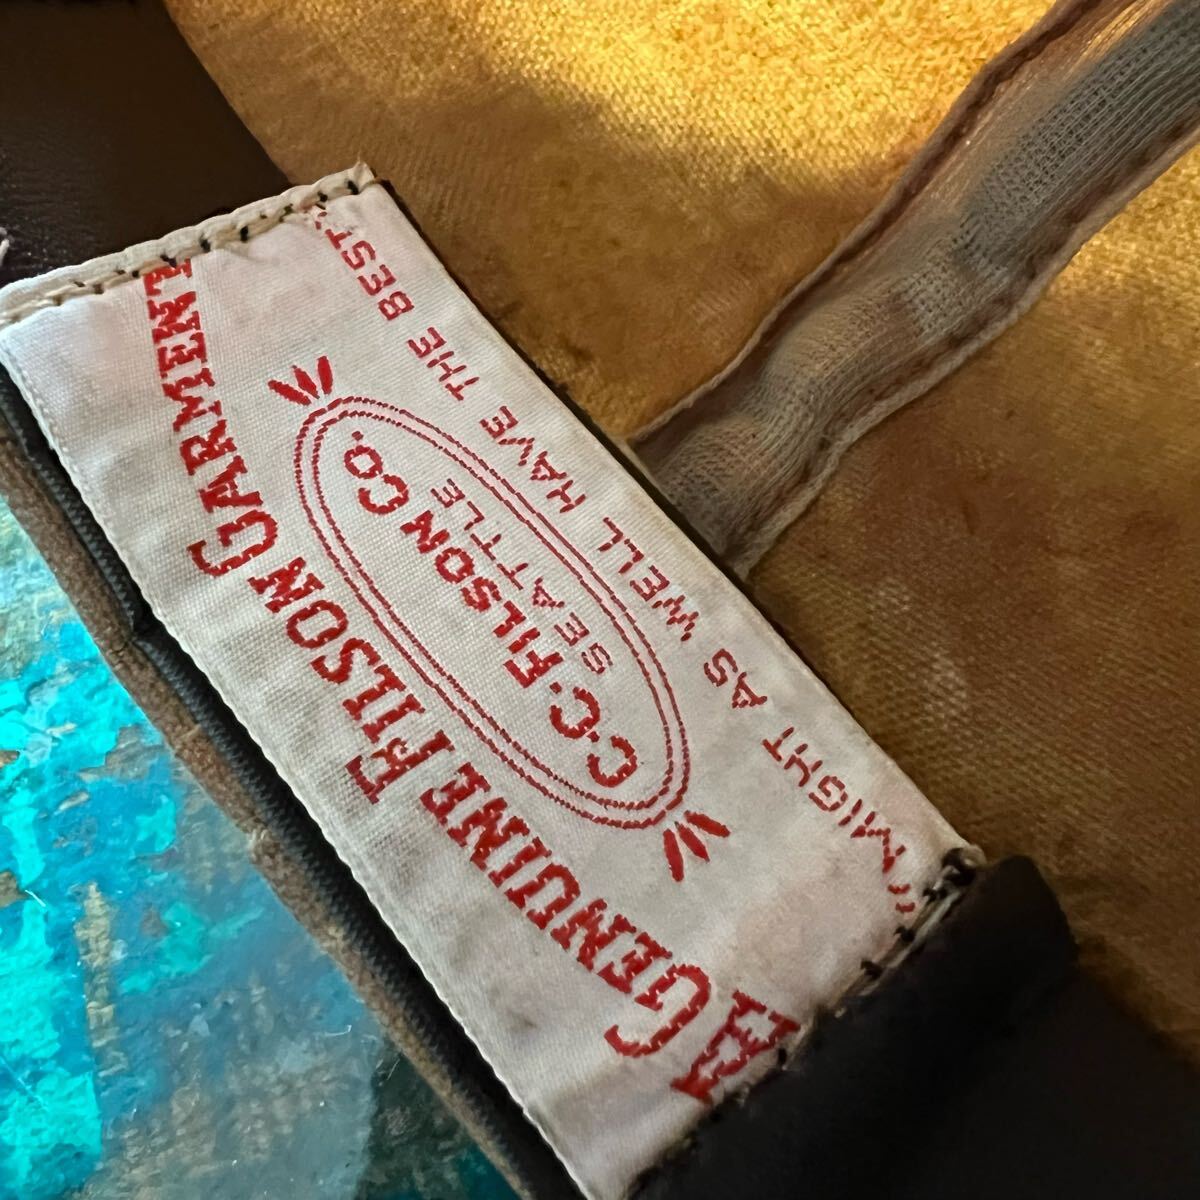 A GENUINE FILSON GARMENT
C.C. FILSON CO.
SEATTLE
"MIGHT AS WELL HAVE THE BEST"